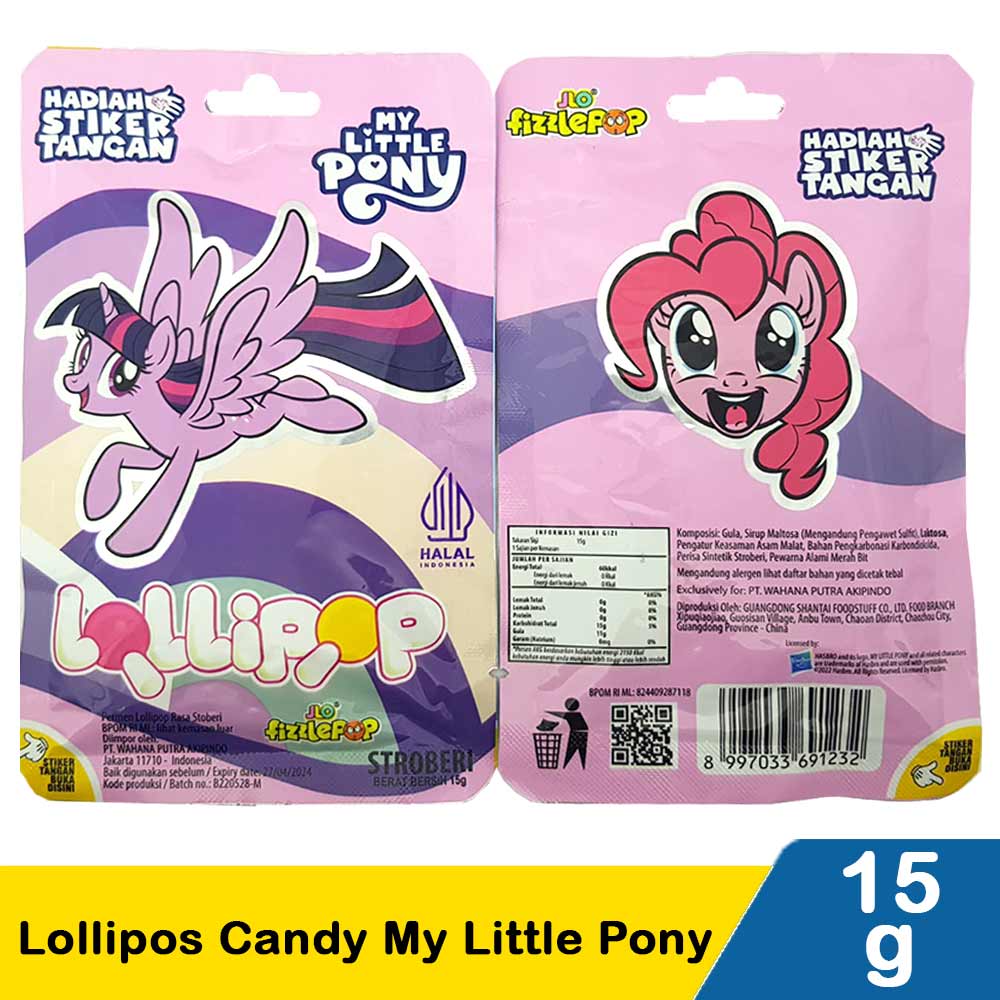 HADIAH
STIKER
TANGAN
MY
LITTLE
PONY
HALAL
INDONESIA
LOLLIPOP
JLO®
fizzlePOP
Permen Lollipop Rasa Stoberi
BPOM RI ML: lihat kemasan luar
Diimpor oleh:
PT. WAHANA PUTRA AKIPINDO
Jakarta 11710 - Indonesia
Baik digunakan sebelum / Expiry date: 27/04/2024
Kode produksi / Batch no.: B220528-M
STROBERI
BERAT BERSIH 15g
STIKER
TANGAN
BUKA
DISINI
JLO®
fizzlePOP
HADIAH
STIKER
TANGAN
INFORMASI NILAI GIZI
Takaran Saji 15g
1 Sajian per Kemasan
JUMLAH PER SAJIAN
Energi Total 60kkal
Energi dari lemak 0 kkal
Energi dari lemak jenuh 0 kkal
%AKG*
Lemak Total 0g 0%
Lemak Jenuh 0g 0%
Protein 0g 0%
Karbohidrat Total 15g 5%
Gula 11g
Garam (Natrium) 0mg 0%
*Persen AKG berdasarkan kebutuhan energi 2150 kkal
kebutuhan energi mungkin lebih tinggi atau lebih rendah
Komposisi: Gula, Sirup Maltosa (Mengandung Pengawet Sulfit), Laktosa,
Pengatur Keasaman Asam Malat, Bahan Pengkarbonasi Karbondioksida,
Perisa Sintetik Stroberi, Pewarna Alami Merah Bit
Mengandung alergen lihat daftar bahan yang dicetak tebal
Exclusively for: PT. WAHANA PUTRA AKIPINDO
Diproduksi Oleh: GUANGDONG SHANTAI FOODSTUFF CO., LTD. FOOD BRANCH
Xipuqiaojiao, Guosisan Village, Anbu Town, Chaoan District, Chaozhou City,
Guangdong Province - China
Licensed by:
Hasbro
HASBRO and its logo, MY LITTLE PONY and all related characters
are trademarks of Hasbro and are used with permission.
©2022 Hasbro. All Rights Reserved. Licensed by Hasbro.
BPOM RI ML: 824409287118
8 997033 691232
STIKER
TANGAN
BUKA
DISINI
Lollipos Candy My Little Pony
15
g